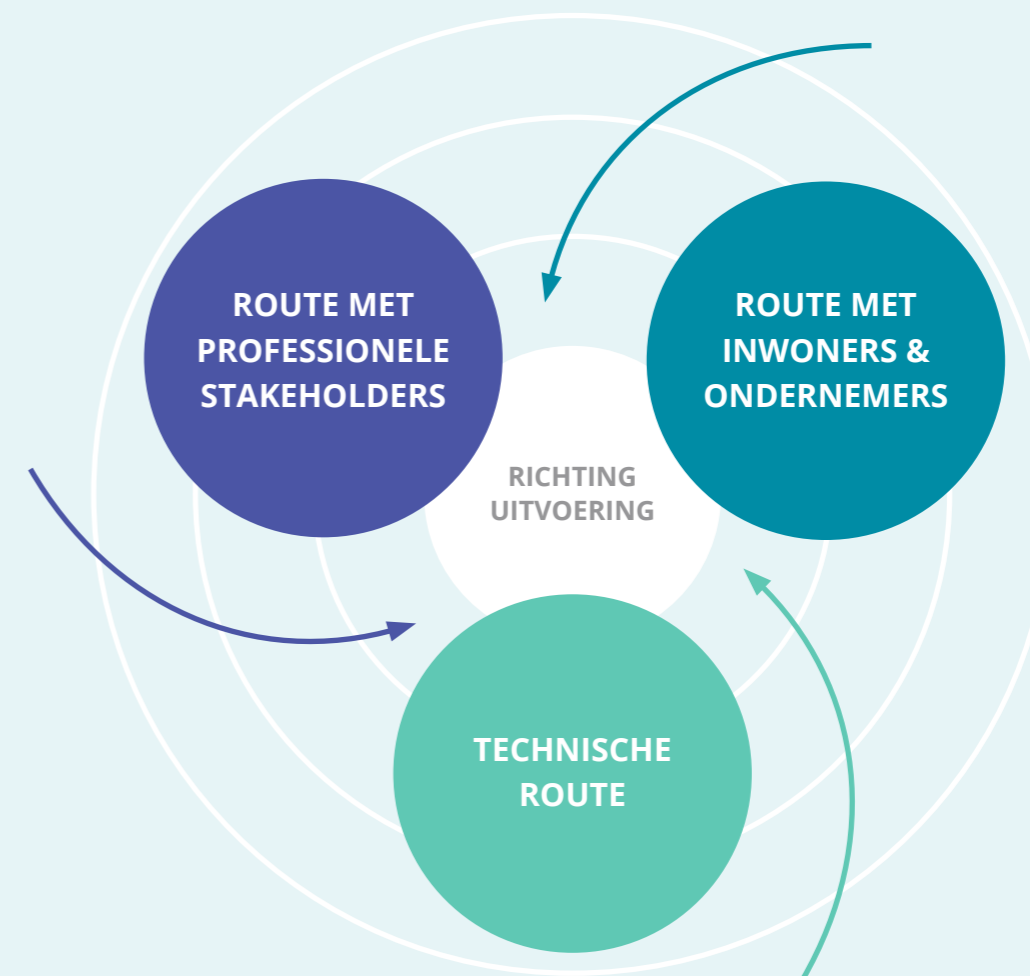 ROUTE MET
PROFESSIONELE
STAKEHOLDERS
ROUTE MET
INWONERS &
ONDERNEMERS
RICHTING
UITVOERING
TECHNISCHE
ROUTE